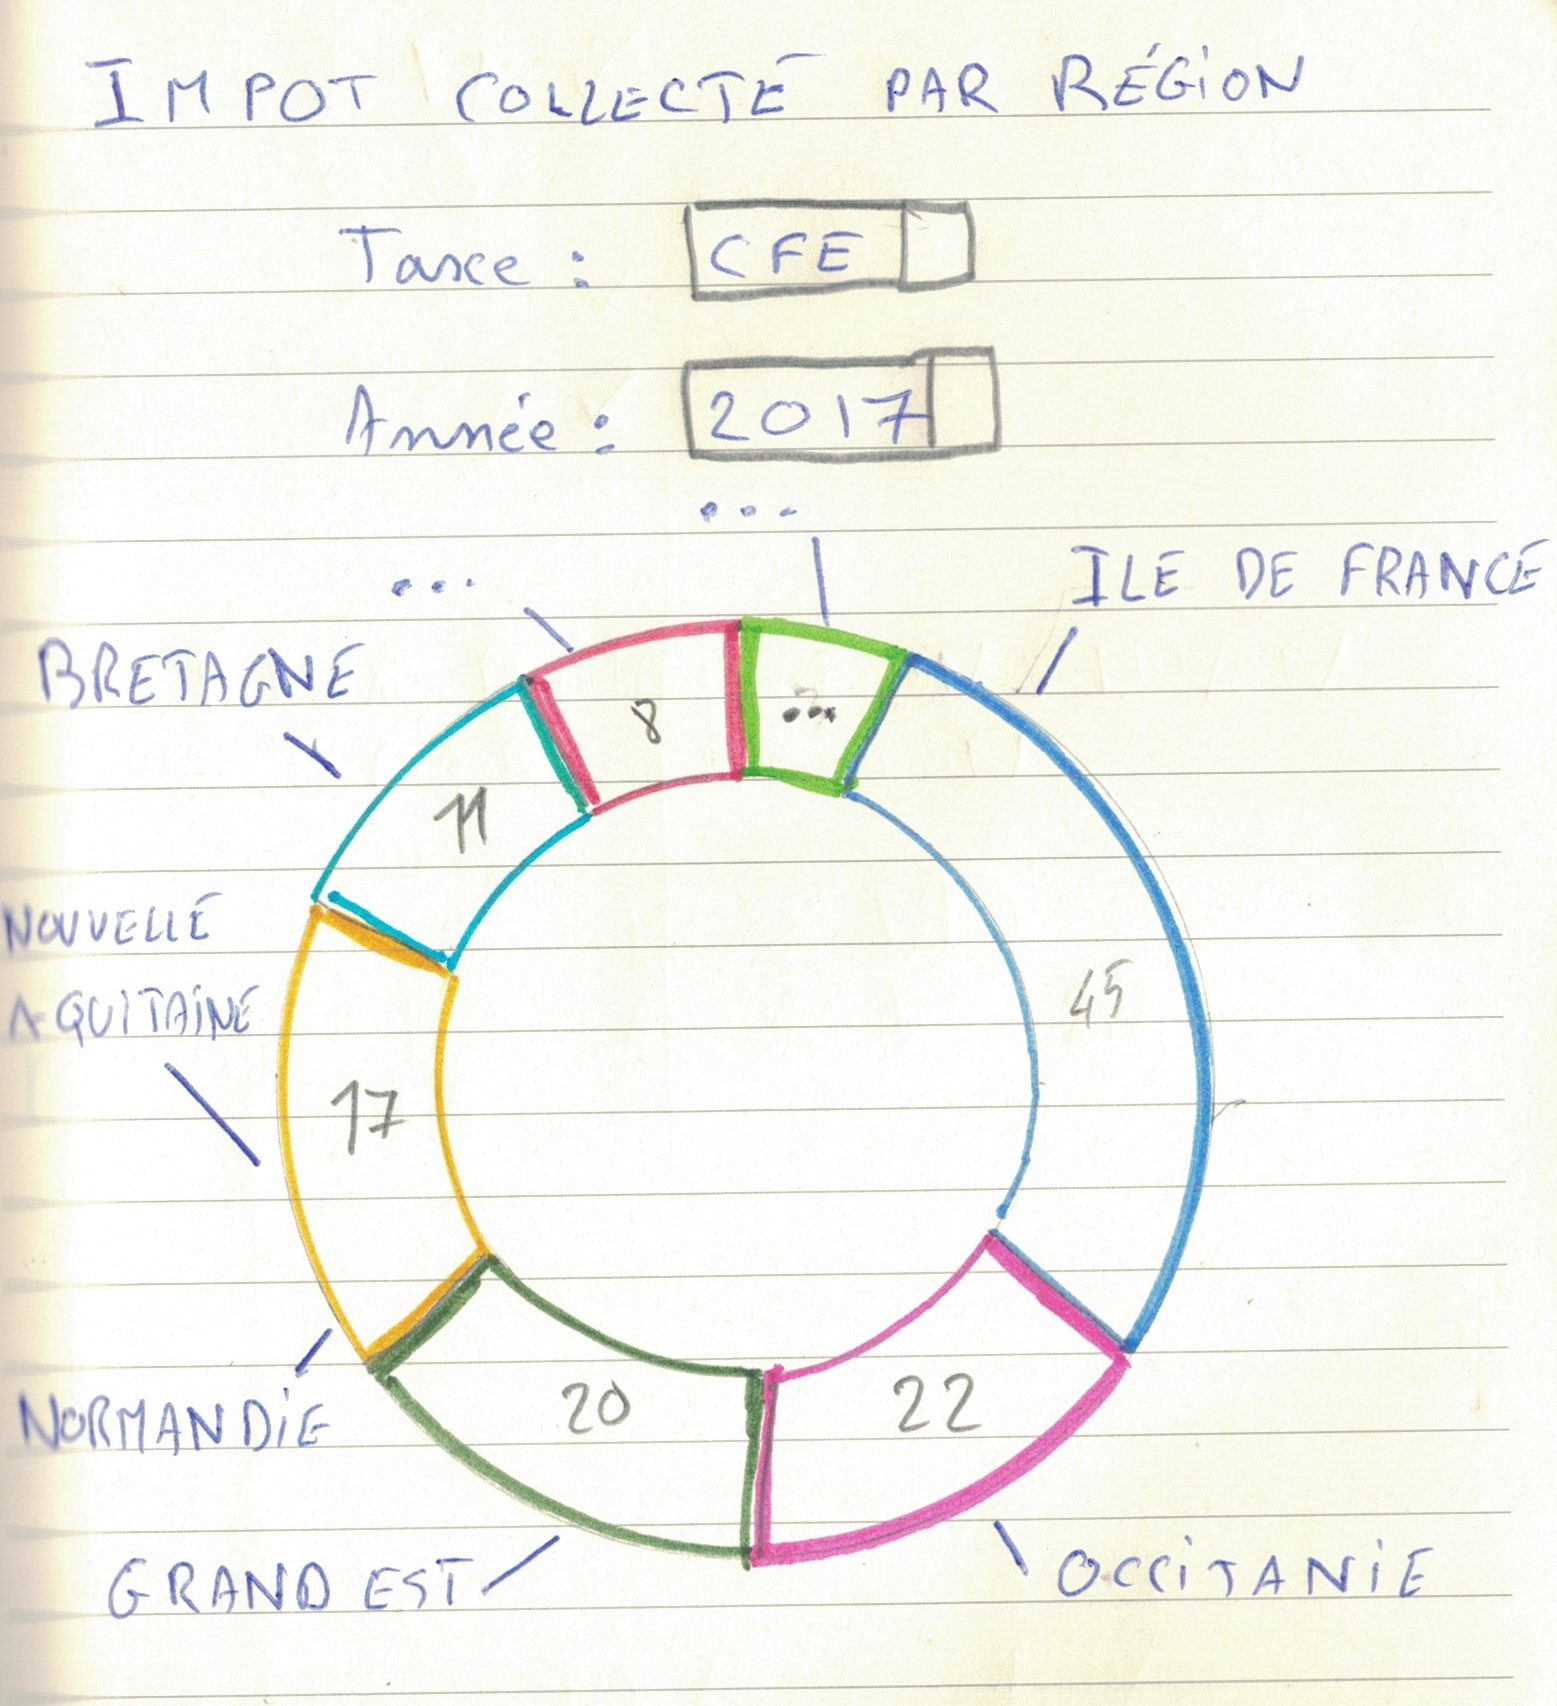 IMPOT COLLECTÉ PAR RÉGION
Taxe : CFE
Année : 2017
...
...
ILE DE FRANCE
BRETAGNE
8
...
11
NOUVELLE
AQUITAINE
45
17
20
22
NORMANDIE
GRAND EST
OCCITANIE